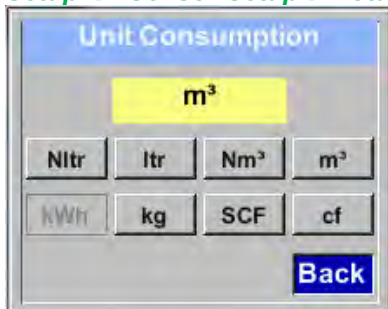 Unit Consumption
m³
Nltr ltr Nm³ m³
kWh kg SCF cf
Back